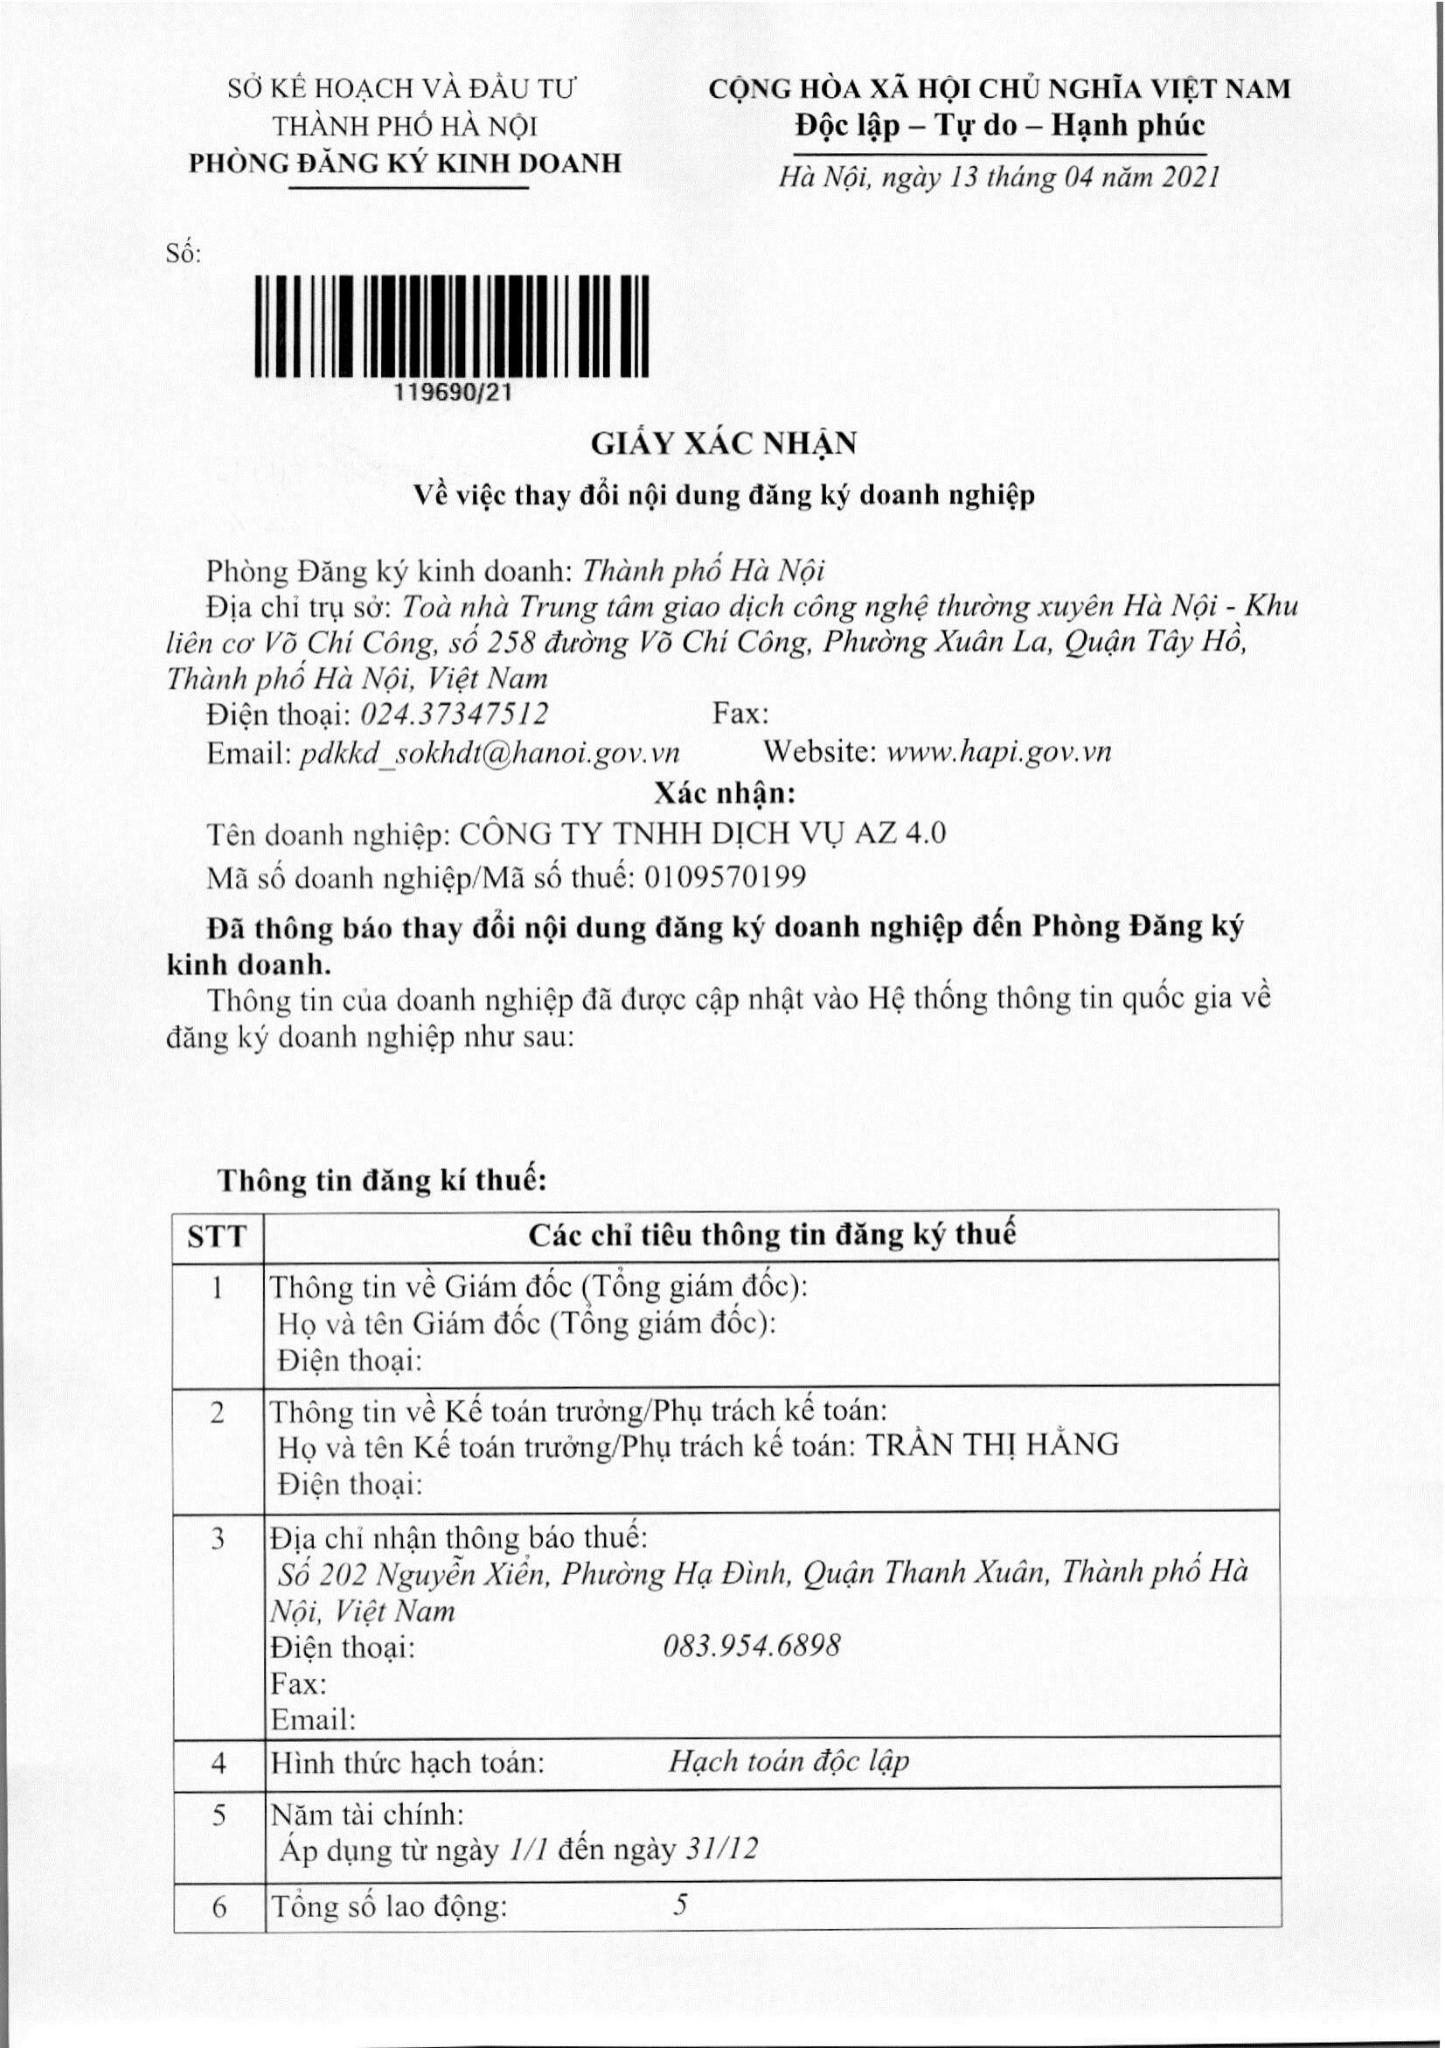 SỞ KẾ HOẠCH VÀ ĐẦU TƯ
THÀNH PHỐ HÀ NỘI
PHÒNG ĐĂNG KÝ KINH DOANH
CỘNG HÒA XÃ HỘI CHỦ NGHĨA VIỆT NAM
Độc lập – Tự do – Hạnh phúc
Hà Nội, ngày 13 tháng 04 năm 2021
Số:
119690/21
GIẤY XÁC NHẬN
Về việc thay đổi nội dung đăng ký doanh nghiệp
Phòng Đăng ký kinh doanh: Thành phố Hà Nội
Địa chỉ trụ sở: Toà nhà Trung tâm giao dịch công nghệ thường xuyên Hà Nội - Khu
liên cơ Võ Chí Công, số 258 đường Võ Chí Công, Phường Xuân La, Quận Tây Hồ,
Thành phố Hà Nội, Việt Nam
Điện thoại: 024.37347512 Fax:
Email: pdkkd_sokhdt@hanoi.gov.vn Website: www.hapi.gov.vn
Xác nhận:
Tên doanh nghiệp: CÔNG TY TNHH DỊCH VỤ AZ 4.0
Mã số doanh nghiệp/Mã số thuế: 0109570199
Đã thông báo thay đổi nội dung đăng ký doanh nghiệp đến Phòng Đăng ký
kinh doanh.
Thông tin của doanh nghiệp đã được cập nhật vào Hệ thống thông tin quốc gia về
đăng ký doanh nghiệp như sau:
Thông tin đăng kí thuế:
STT Các chỉ tiêu thông tin đăng ký thuế
1 Thông tin về Giám đốc (Tổng giám đốc):
Họ và tên Giám đốc (Tổng giám đốc):
Điện thoại:
2 Thông tin về Kế toán trưởng/Phụ trách kế toán:
Họ và tên Kế toán trưởng/Phụ trách kế toán: TRẦN THỊ HẰNG
Điện thoại:
3 Địa chỉ nhận thông báo thuế:
Số 202 Nguyễn Xiển, Phường Hạ Đình, Quận Thanh Xuân, Thành phố Hà
Nội, Việt Nam
Điện thoại: 083.954.6898
Fax:
Email:
4 Hình thức hạch toán: Hạch toán độc lập
5 Năm tài chính:
Áp dụng từ ngày 1/1 đến ngày 31/12
6 Tổng số lao động: 5